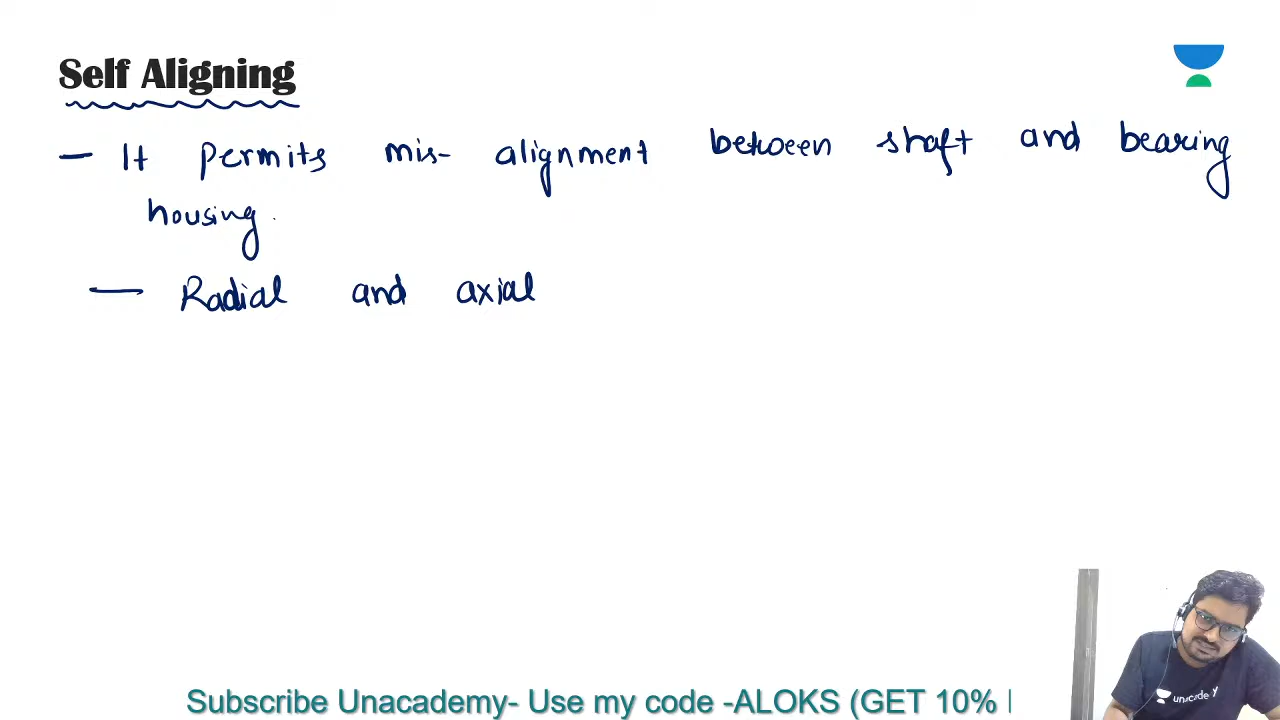 Self Aligning
- It permits mis- alignment between shaft and bearing
housing.
- Radial and axial
unacademy
Subscribe Unacademy- Use my code -ALOKS (GET 10%